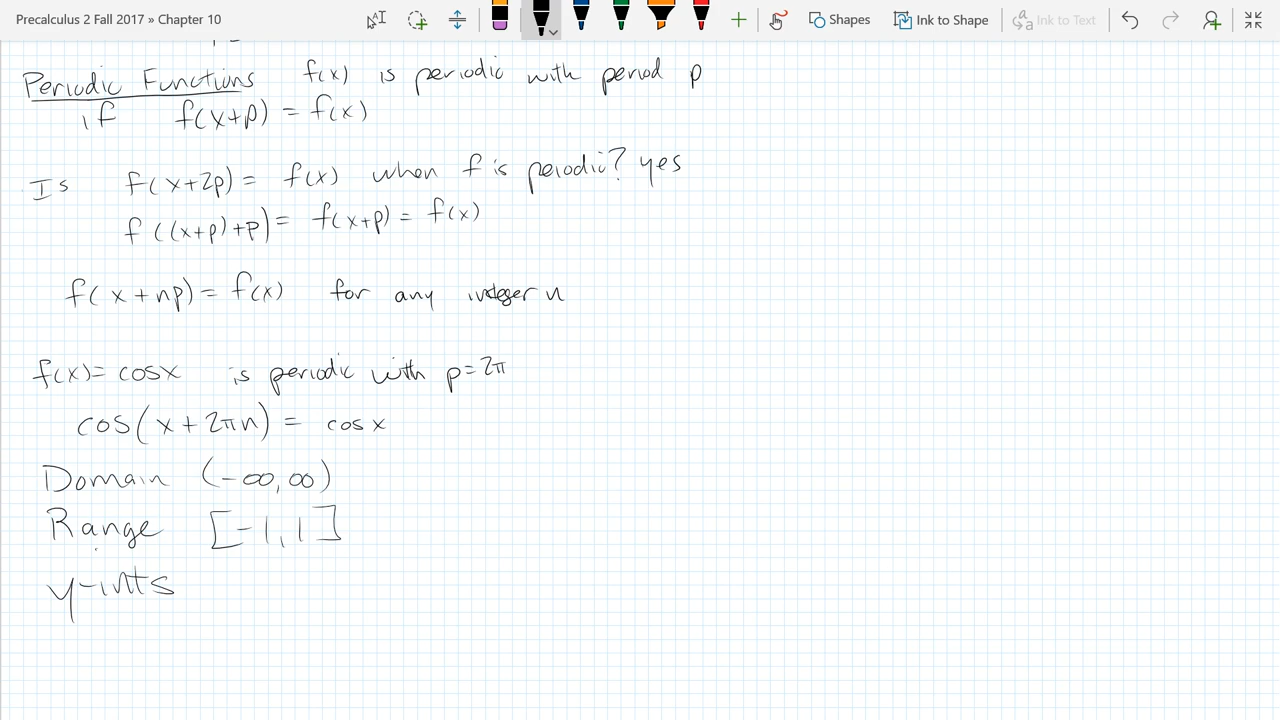 Precalculus 2 Fall 2017 » Chapter 10
Shapes
Ink to Shape
Ink to Text
Periodic Functions f(x) is periodic with period p
if f(x+p) = f(x)
Is f(x+2p) = f(x) when f is periodic? yes
f((x+p)+p) = f(x+p) = f(x)
f(x+np) = f(x) for any integer n
f(x) = cosx is periodic with p=2π
cos(x+2πn) = cosx
Domain (-∞,∞)
Range [-1,1]
y-ints